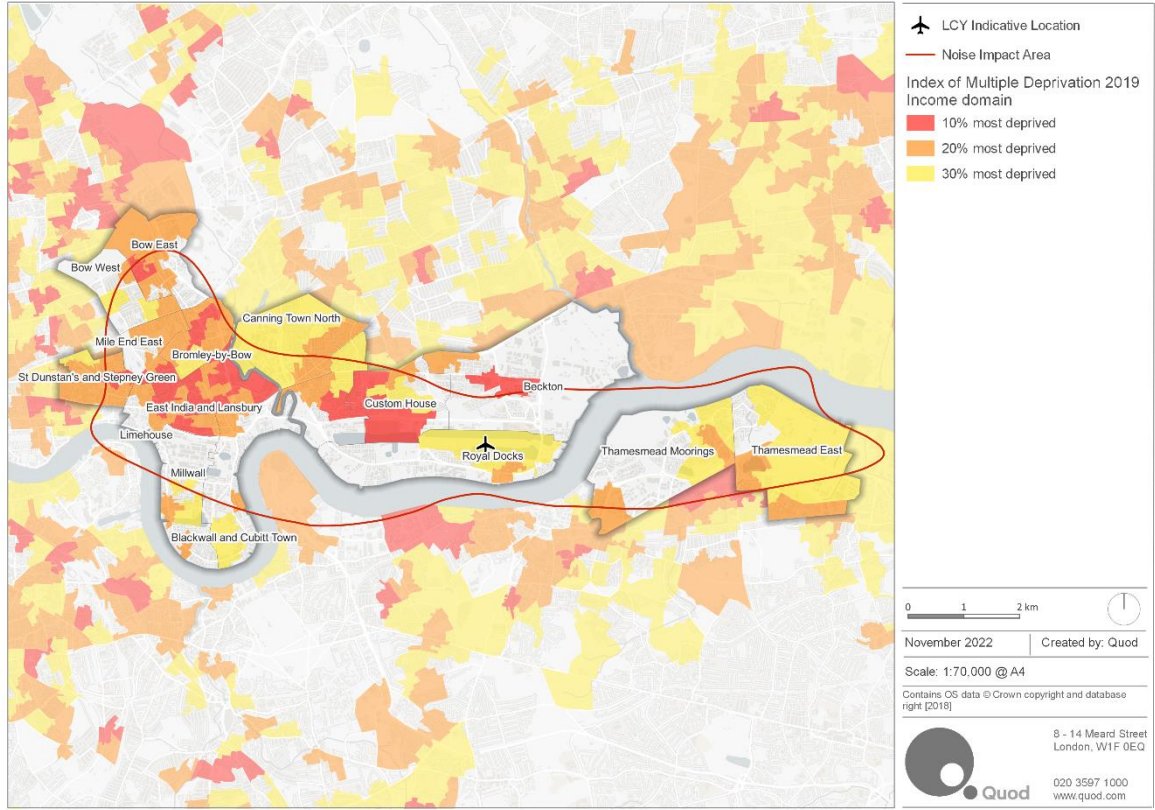 LCY Indicative Location
Noise Impact Area
Index of Multiple Deprivation 2019
Income domain
10% most deprived
20% most deprived
30% most deprived
Bow East
Bow West
Canning Town North
Mile End East
Bromley-by-Bow
St Dunstan's and Stepney Green
Beckton
East India and Lansbury
Custom House
Limehouse
Royal Docks
Thamesmead Moorings
Thamesmead East
Millwall
Blackwall and Cubitt Town
0 1 2 km
November 2022
Created by: Quod
Scale: 1:70,000 @ A4
Contains OS data © Crown copyright and database
right [2018]
8 - 14 Meard Street
London, W1F 0EQ
020 3597 1000
www.quod.com
Quod